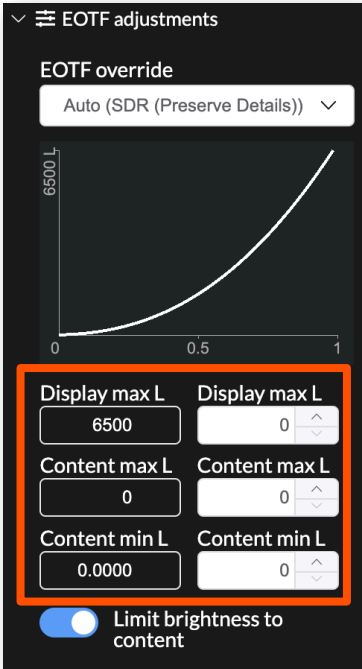 EOTF adjustments
EOTF override
Auto (SDR (Preserve Details))
6500 L
0 0.5 1
Display max L Display max L
6500 0
Content max L Content max L
0 0
Content min L Content min L
0.0000 0
Limit brightness to
content